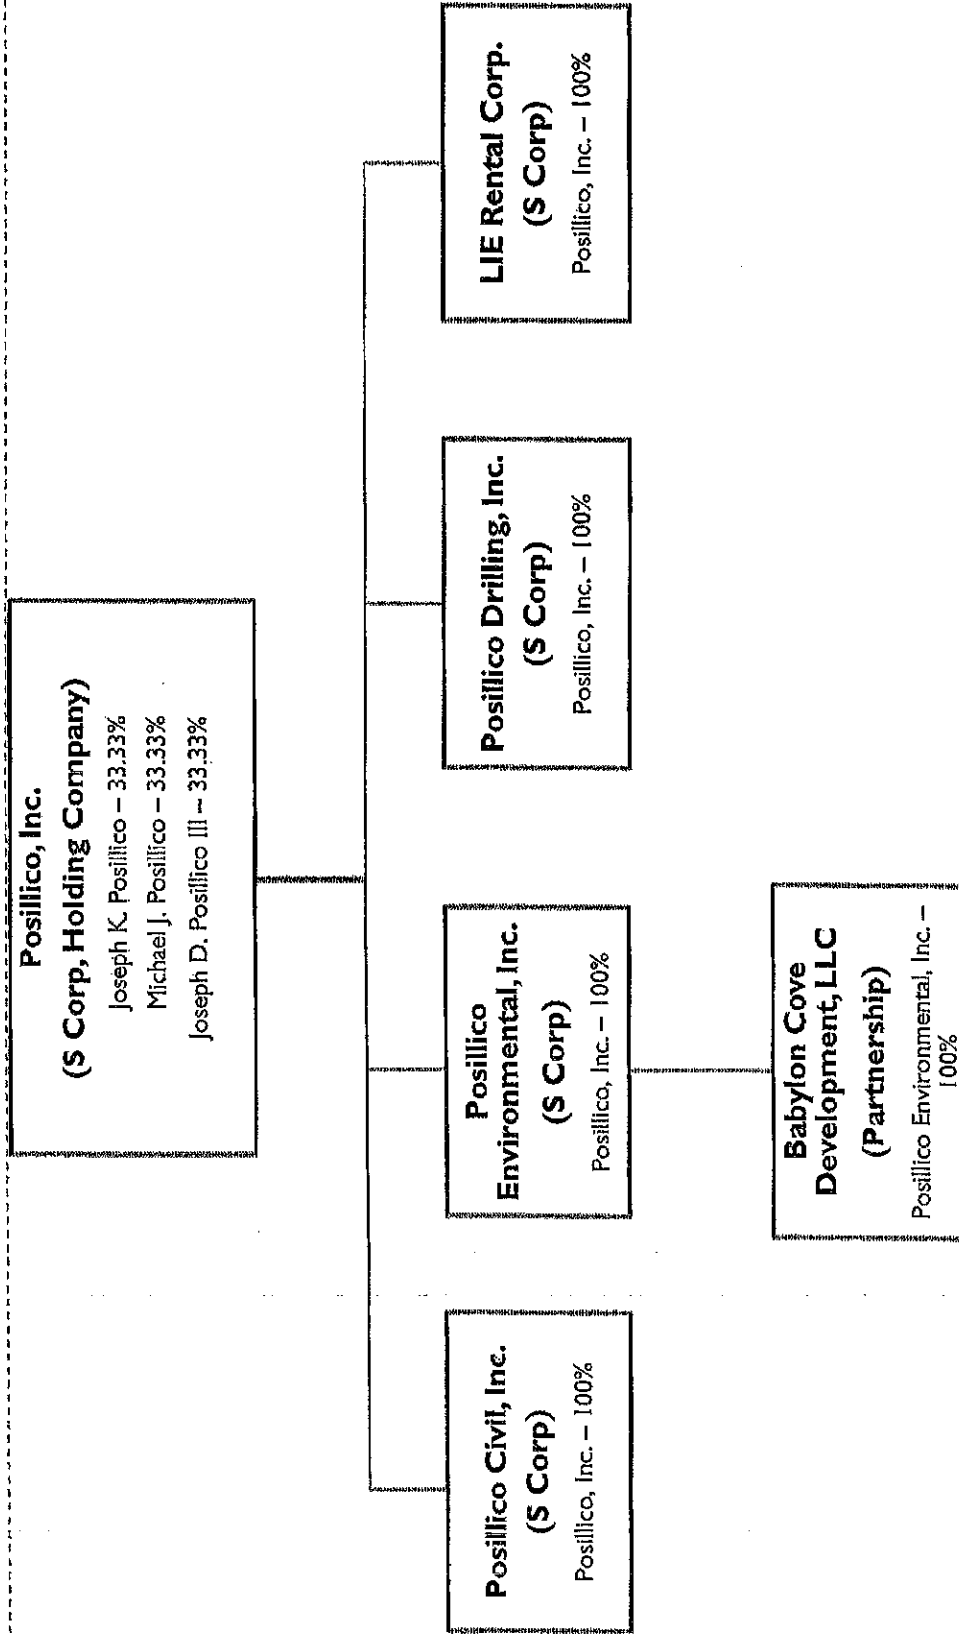 Posillico, Inc.
(S Corp, Holding Company)
Joseph K. Posillico – 33.33%
Michael J. Posillico – 33.33%
Joseph D. Posillico III – 33.33%
Posillico Civil, Inc.
(S Corp)
Posillico, Inc. – 100%
Posillico
Environmental, Inc.
(S Corp)
Posillico, Inc. – 100%
Posillico Drilling, Inc.
(S Corp)
Posillico, Inc. – 100%
LIE Rental Corp.
(S Corp)
Posillico, Inc. – 100%
Babylon Cove
Development, LLC
(Partnership)
Posillico Environmental, Inc. –
100%